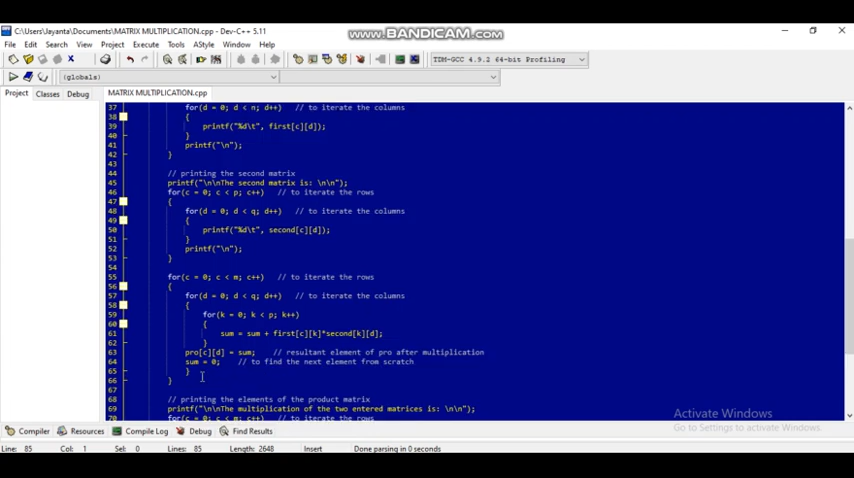 C:\Users\Jayanta\Documents\MATRIX MULTIPLICATION.cpp - Dev-C++ 5.11
www.BANDICAM.com
File Edit Search View Project Execute Tools AStyle Window Help
TDM-GCC 4.9.2 64-bit Profiling
(globals)
Project Classes Debug MATRIX MULTIPLICATION.cpp
37 for(d = 0; d < n; d++) // to iterate the columns
38 {
39 printf("%d\t", first[c][d]);
40 }
41 printf("\n");
42 }
43
44 // printing the second matrix
45 printf("\n\nThe second matrix is: \n\n");
46 for(c = 0; c < p; c++) // to iterate the rows
47 {
48 for(d = 0; d < q; d++) // to iterate the columns
49 {
50 printf("%d\t", second[c][d]);
51 }
52 printf("\n");
53 }
54
55 for(c = 0; c < m; c++) // to iterate the rows
56 {
57 for(d = 0; d < q; d++) // to iterate the columns
58 {
59 for(k = 0; k < p; k++)
60 {
61 sum = sum + first[c][k]*second[k][d];
62 }
63 pro[c][d] = sum; // resultant element of pro after multiplication
64 sum = 0; // to find the next element from scratch
65 }
66 }
67
68 // printing the elements of the product matrix
69 printf("\n\nThe multiplication of the two entered matrices is: \n\n");
70 for(c = 0; c < m; c++) // to iterate the rows
Activate Windows
Go to Settings to activate Windows.
Compiler Resources Compile Log Debug Find Results
Line: 85 Col: 1 Sel: 0 Lines: 85 Length: 2648 Insert Done parsing in 0 seconds